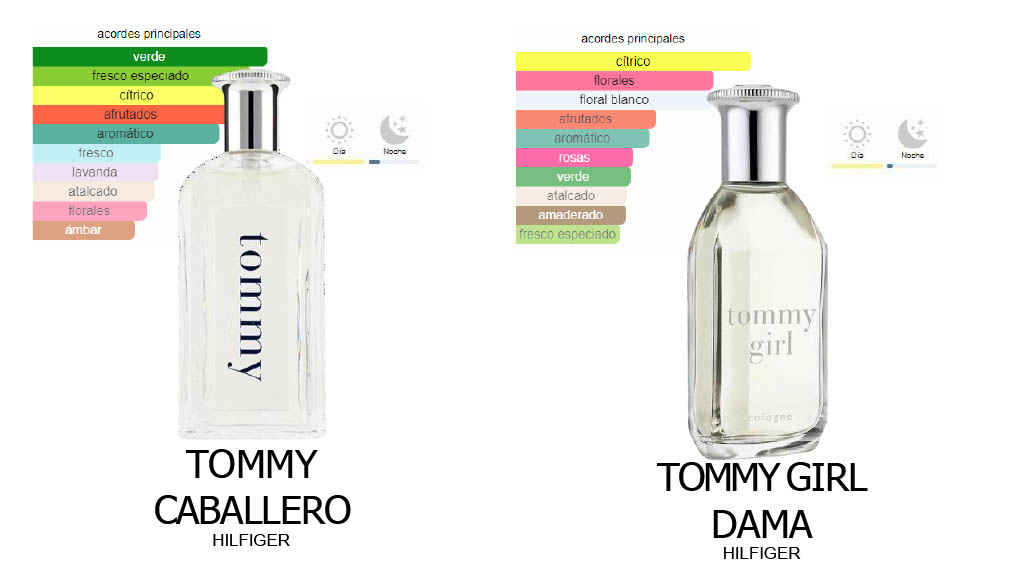 acordes principales
verde
fresco especiado
cítrico
afrutados
aromático
fresco
lavanda
atalcado
florales
ámbar
Día
Noche
tommy
TOMMY
CABALLERO
HILFIGER
acordes principales
cítrico
florales
floral blanco
afrutados
aromático
rosas
verde
atalcado
amaderado
fresco especiado
Día
Noche
tommy
girl
cologne
TOMMY GIRL
DAMA
HILFIGER